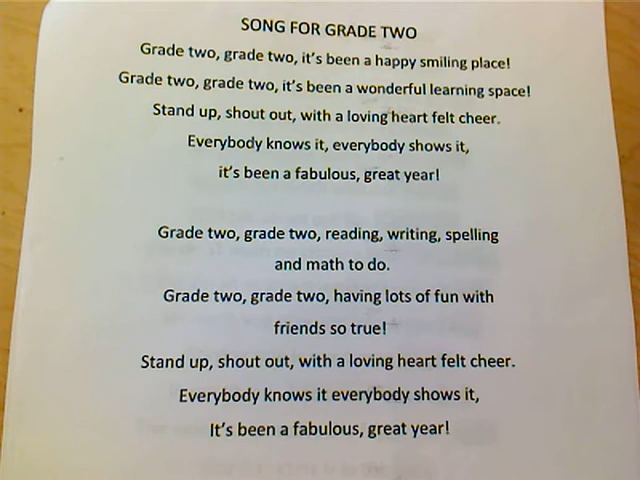 SONG FOR GRADE TWO
Grade two, grade two, it's been a happy smiling place!
Grade two, grade two, it's been a wonderful learning space!
Stand up, shout out, with a loving heart felt cheer.
Everybody knows it, everybody shows it,
it's been a fabulous, great year!
Grade two, grade two, reading, writing, spelling
and math to do.
Grade two, grade two, having lots of fun with
friends so true!
Stand up, shout out, with a loving heart felt cheer.
Everybody knows it everybody shows it,
It's been a fabulous, great year!